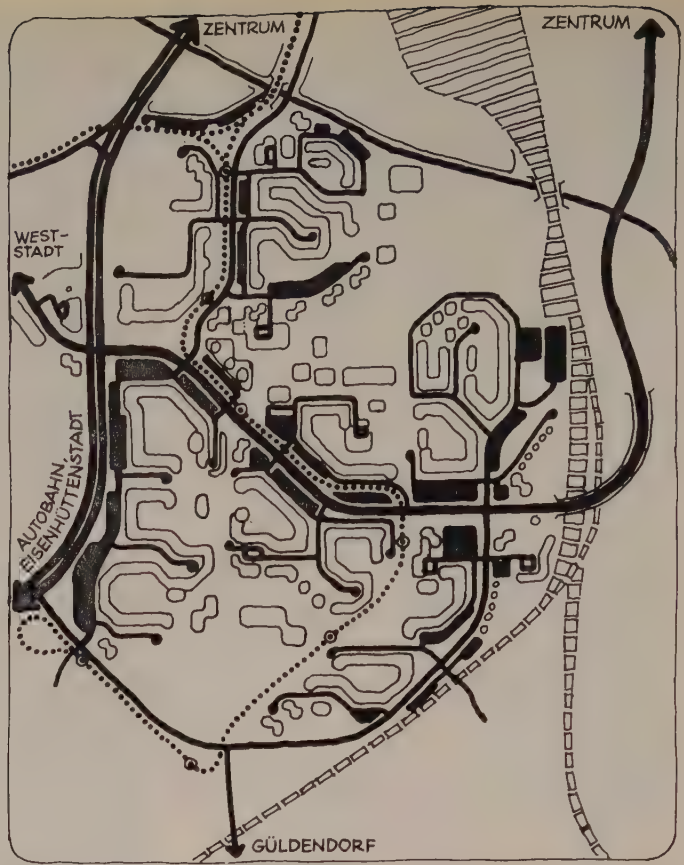 ZENTRUM
ZENTRUM
WEST-
STADT
AUTOBAHN,
EISENHÜTTENSTADT
GÜLDENDORF